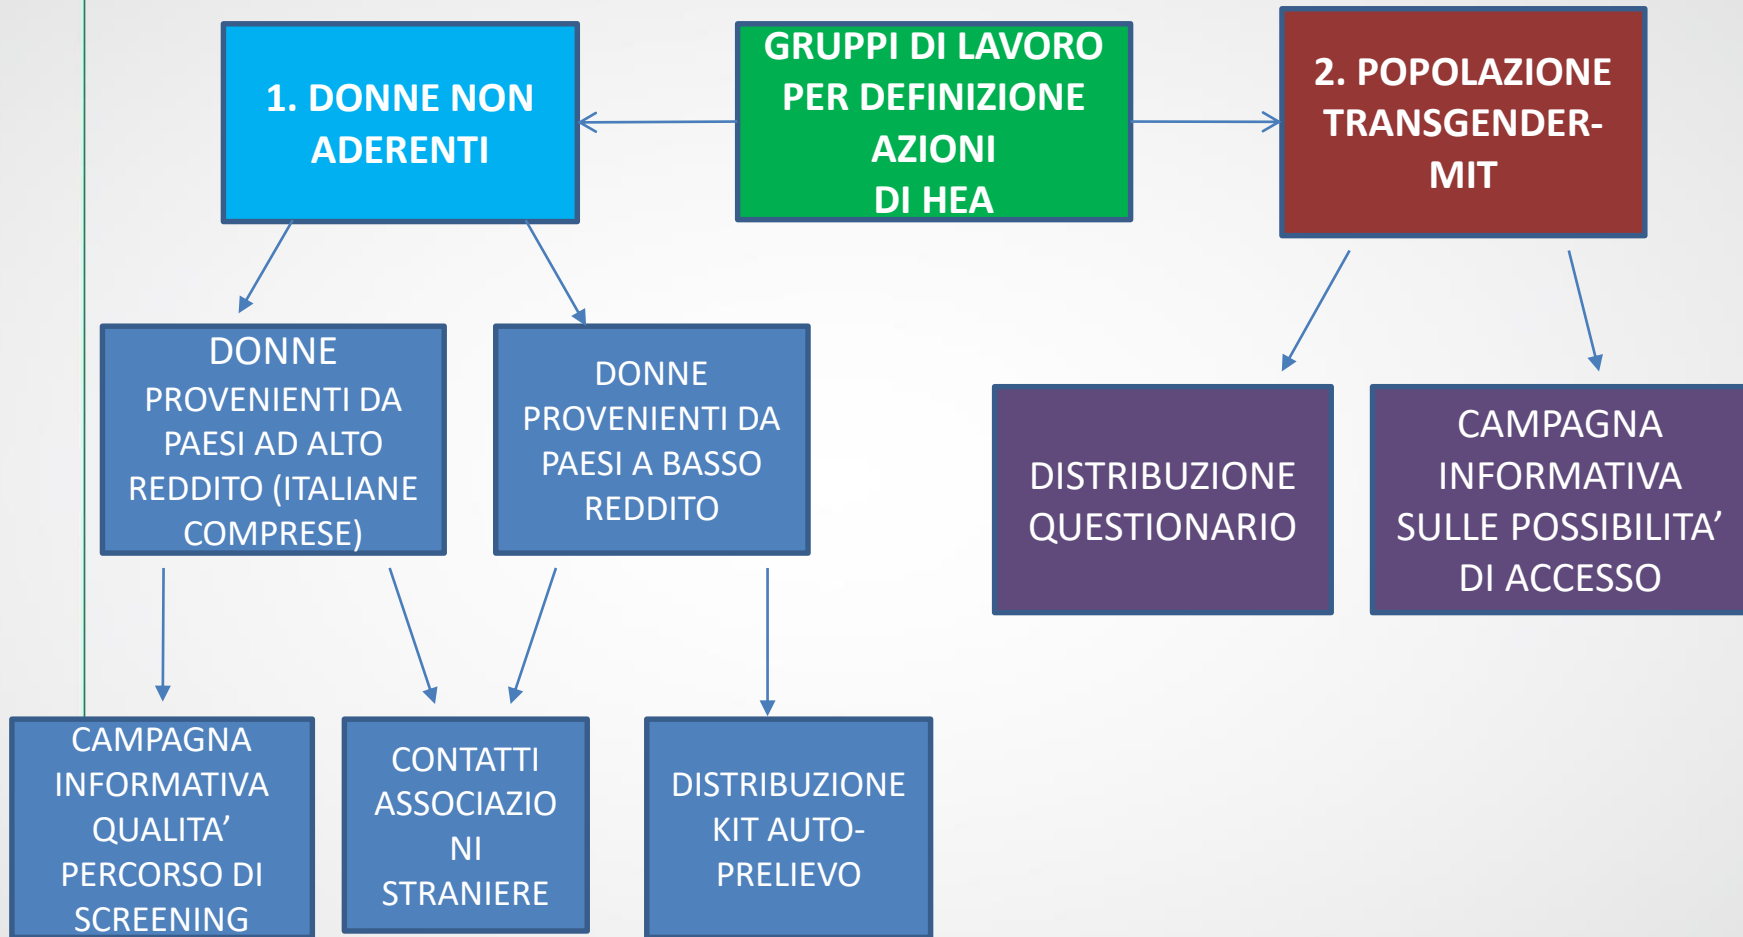 1. DONNE NON
ADERENTI
GRUPPI DI LAVORO
PER DEFINIZIONE
AZIONI
DI HEA
2. POPOLAZIONE
TRANSGENDER-
MIT
DONNE
PROVENIENTI DA
PAESI AD ALTO
REDDITO (ITALIANE
COMPRESE)
DONNE
PROVENIENTI DA
PAESI A BASSO
REDDITO
DISTRIBUZIONE
QUESTIONARIO
CAMPAGNA
INFORMATIVA
SULLE POSSIBILITA’
DI ACCESSO
CAMPAGNA
INFORMATIVA
QUALITA’
PERCORSO DI
SCREENING
CONTATTI
ASSOCIAZIO
NI
STRANIERE
DISTRIBUZIONE
KIT AUTO-
PRELIEVO